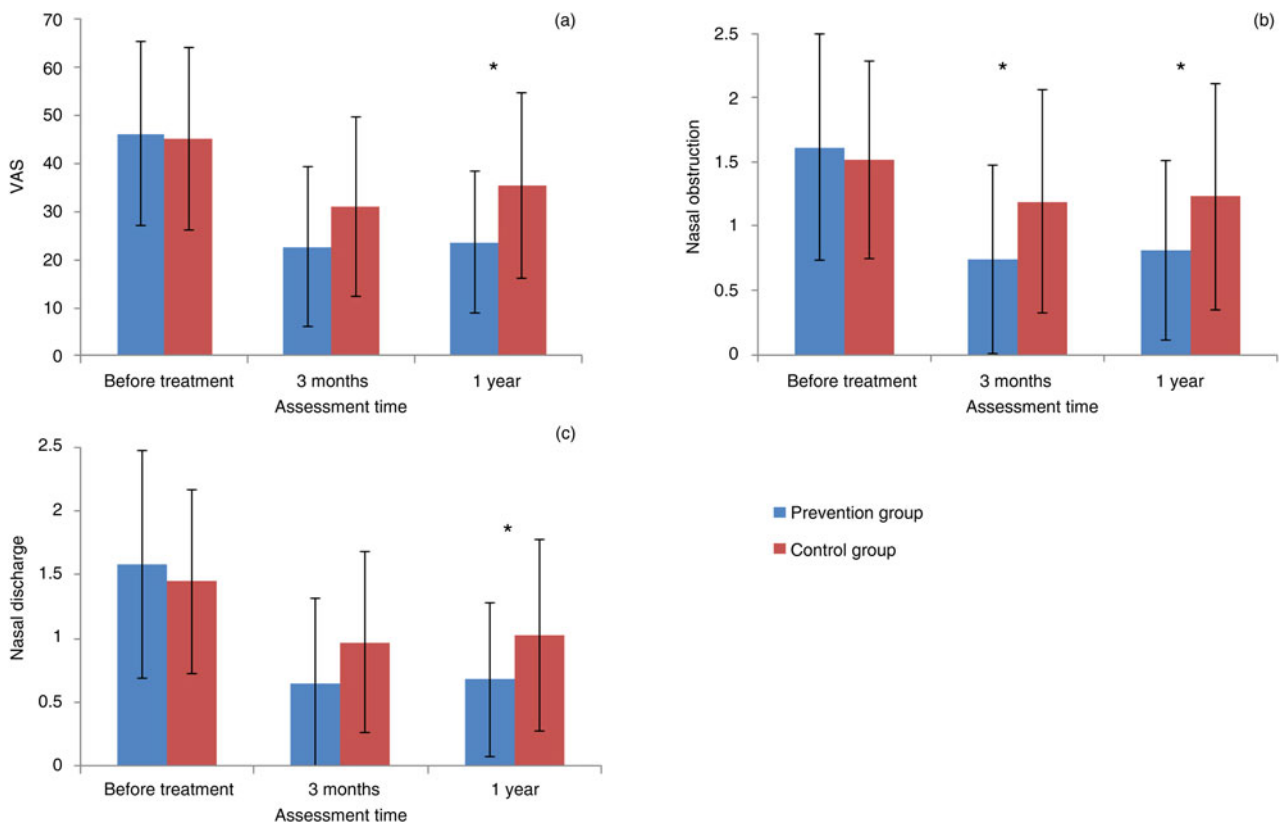 (a)
70
60
50
40
30
20
10
0
VAS
*
Before treatment
3 months
1 year
Assessment time
(b)
2.5
2
1.5
1
0.5
0
Nasal obstruction
*
*
Before treatment
3 months
1 year
Assessment time
(c)
2.5
2
1.5
1
0.5
0
Nasal discharge
*
Before treatment
3 months
1 year
Assessment time
Prevention group
Control group